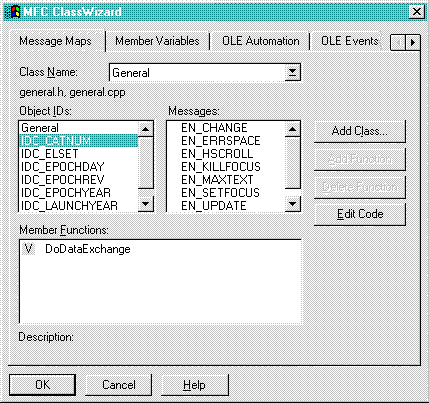 MFC ClassWizard
Message Maps Member Variables OLE Automation OLE Events
Class Name: General
general.h, general.cpp
Object IDs: Messages:
General EN_CHANGE
IDC_CATNUM EN_ERRSPACE Add Class...
IDC_ELSET EN_HSCROLL
IDC_EPOCHDAY EN_KILLFOCUS Add Function
IDC_EPOCHREV EN_MAXTEXT
IDC_EPOCHYEAR EN_SETFOCUS Delete Function
IDC_LAUNCHYEAR EN_UPDATE Edit Code
Member Functions:
V DoDataExchange
Description:
OK Cancel Help